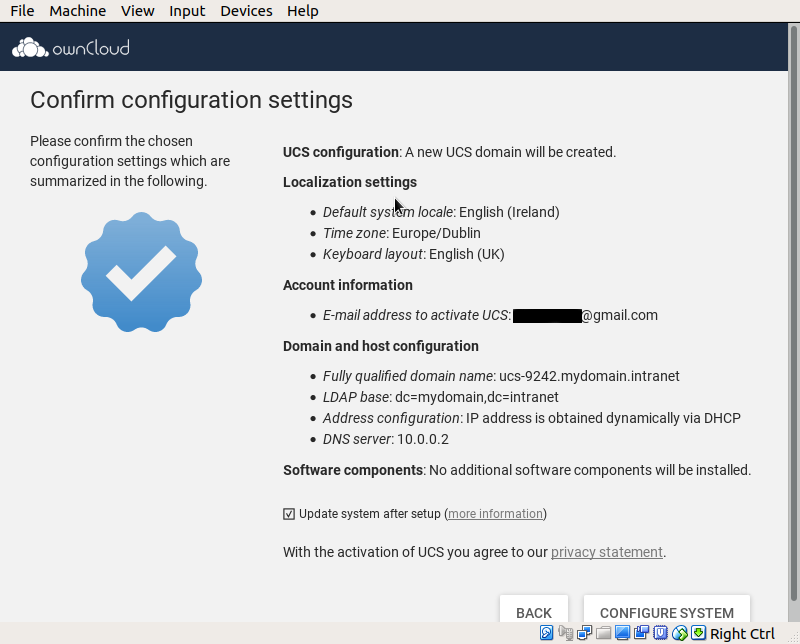 File Machine View Input Devices Help
ownCloud
Confirm configuration settings
Please confirm the chosen
configuration settings which are
summarized in the following.
UCS configuration: A new UCS domain will be created.
Localization settings
Default system locale: English (Ireland)
Time zone: Europe/Dublin
Keyboard layout: English (UK)
Account information
E-mail address to activate UCS: @gmail.com
Domain and host configuration
Fully qualified domain name: ucs-9242.mydomain.intranet
LDAP base: dc=mydomain,dc=intranet
Address configuration: IP address is obtained dynamically via DHCP
DNS server: 10.0.0.2
Software components: No additional software components will be installed.
Update system after setup (more information)
With the activation of UCS you agree to our privacy statement.
BACK CONFIGURE SYSTEM
Right Ctrl